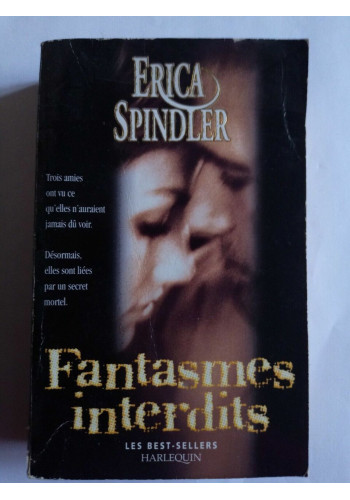 ERICA
SPINDLER
Trois amies
ont vu ce
qu'elles n'auraient
jamais dû voir.
Désormais,
elles sont liées
par un secret
mortel.
Fantasmes
interdits
LES BEST-SELLERS
HARLEQUIN